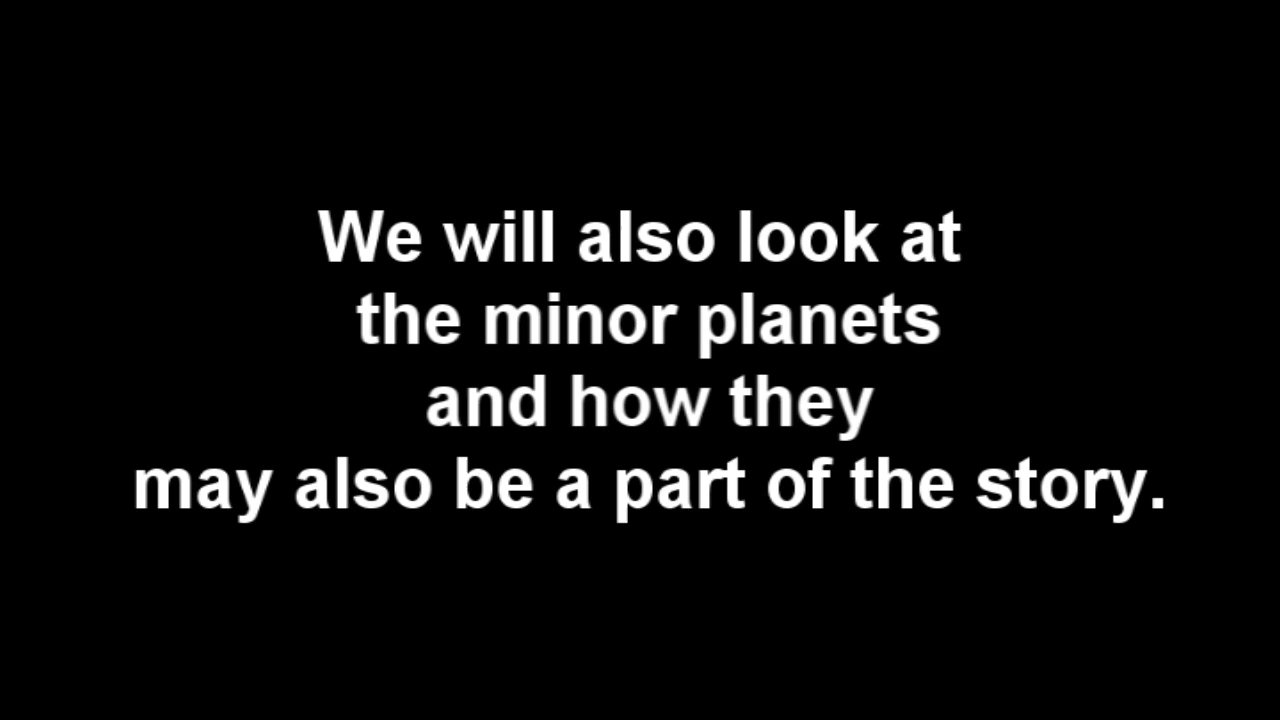 We will also look at
the minor planets
and how they
may also be a part of the story.